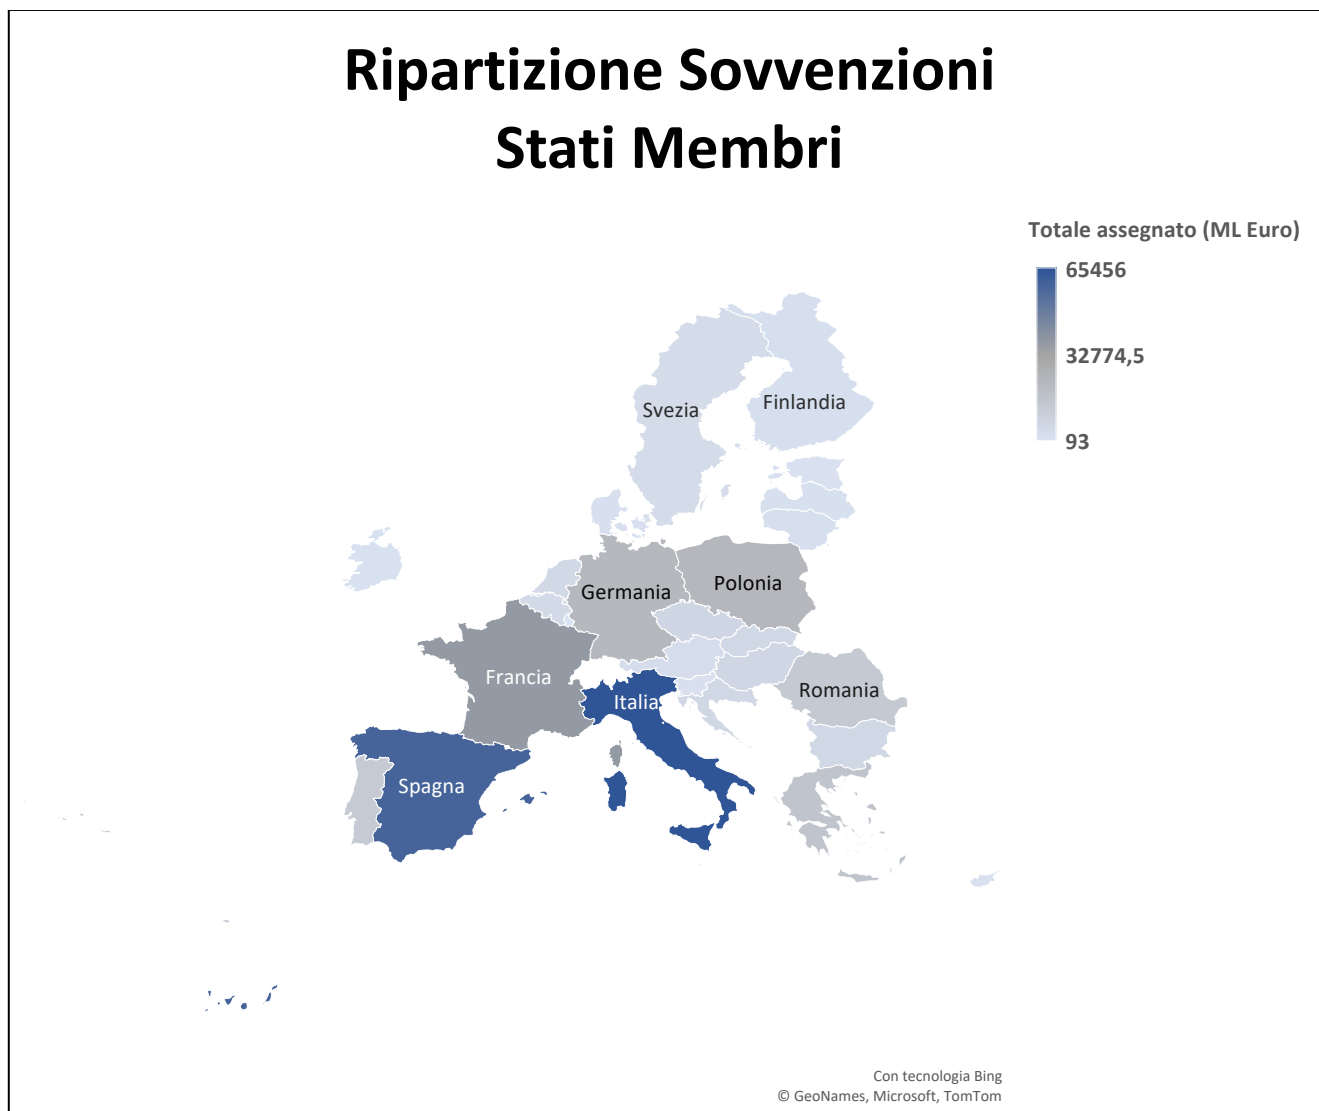 Ripartizione Sovvenzioni
Stati Membri
Totale assegnato (ML Euro)
65456
32774,5
93
Svezia
Finlandia
Germania
Polonia
Francia
Romania
Italia
Spagna
Con tecnologia Bing
© GeoNames, Microsoft, TomTom